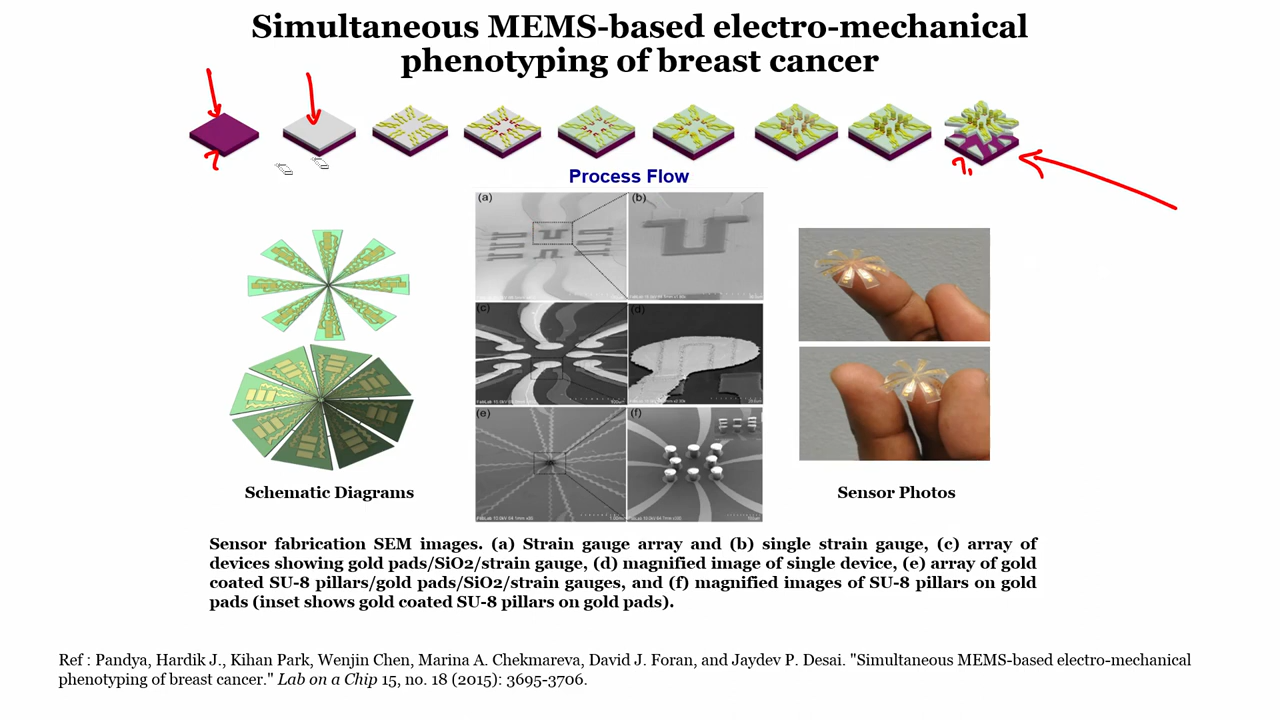 Simultaneous MEMS-based electro-mechanical
phenotyping of breast cancer
?
?,
Process Flow
(a)
(b)
(c)
(d)
(e)
(f)
Schematic Diagrams
Sensor Photos
Sensor fabrication SEM images. (a) Strain gauge array and (b) single strain gauge, (c) array of
devices showing gold pads/SiO2/strain gauge, (d) magnified image of single device, (e) array of gold
coated SU-8 pillars/gold pads/SiO2/strain gauges, and (f) magnified images of SU-8 pillars on gold
pads (inset shows gold coated SU-8 pillars on gold pads).
Ref : Pandya, Hardik J., Kihan Park, Wenjin Chen, Marina A. Chekmareva, David J. Foran, and Jaydev P. Desai. "Simultaneous MEMS-based electro-mechanical
phenotyping of breast cancer." Lab on a Chip 15, no. 18 (2015): 3695-3706.